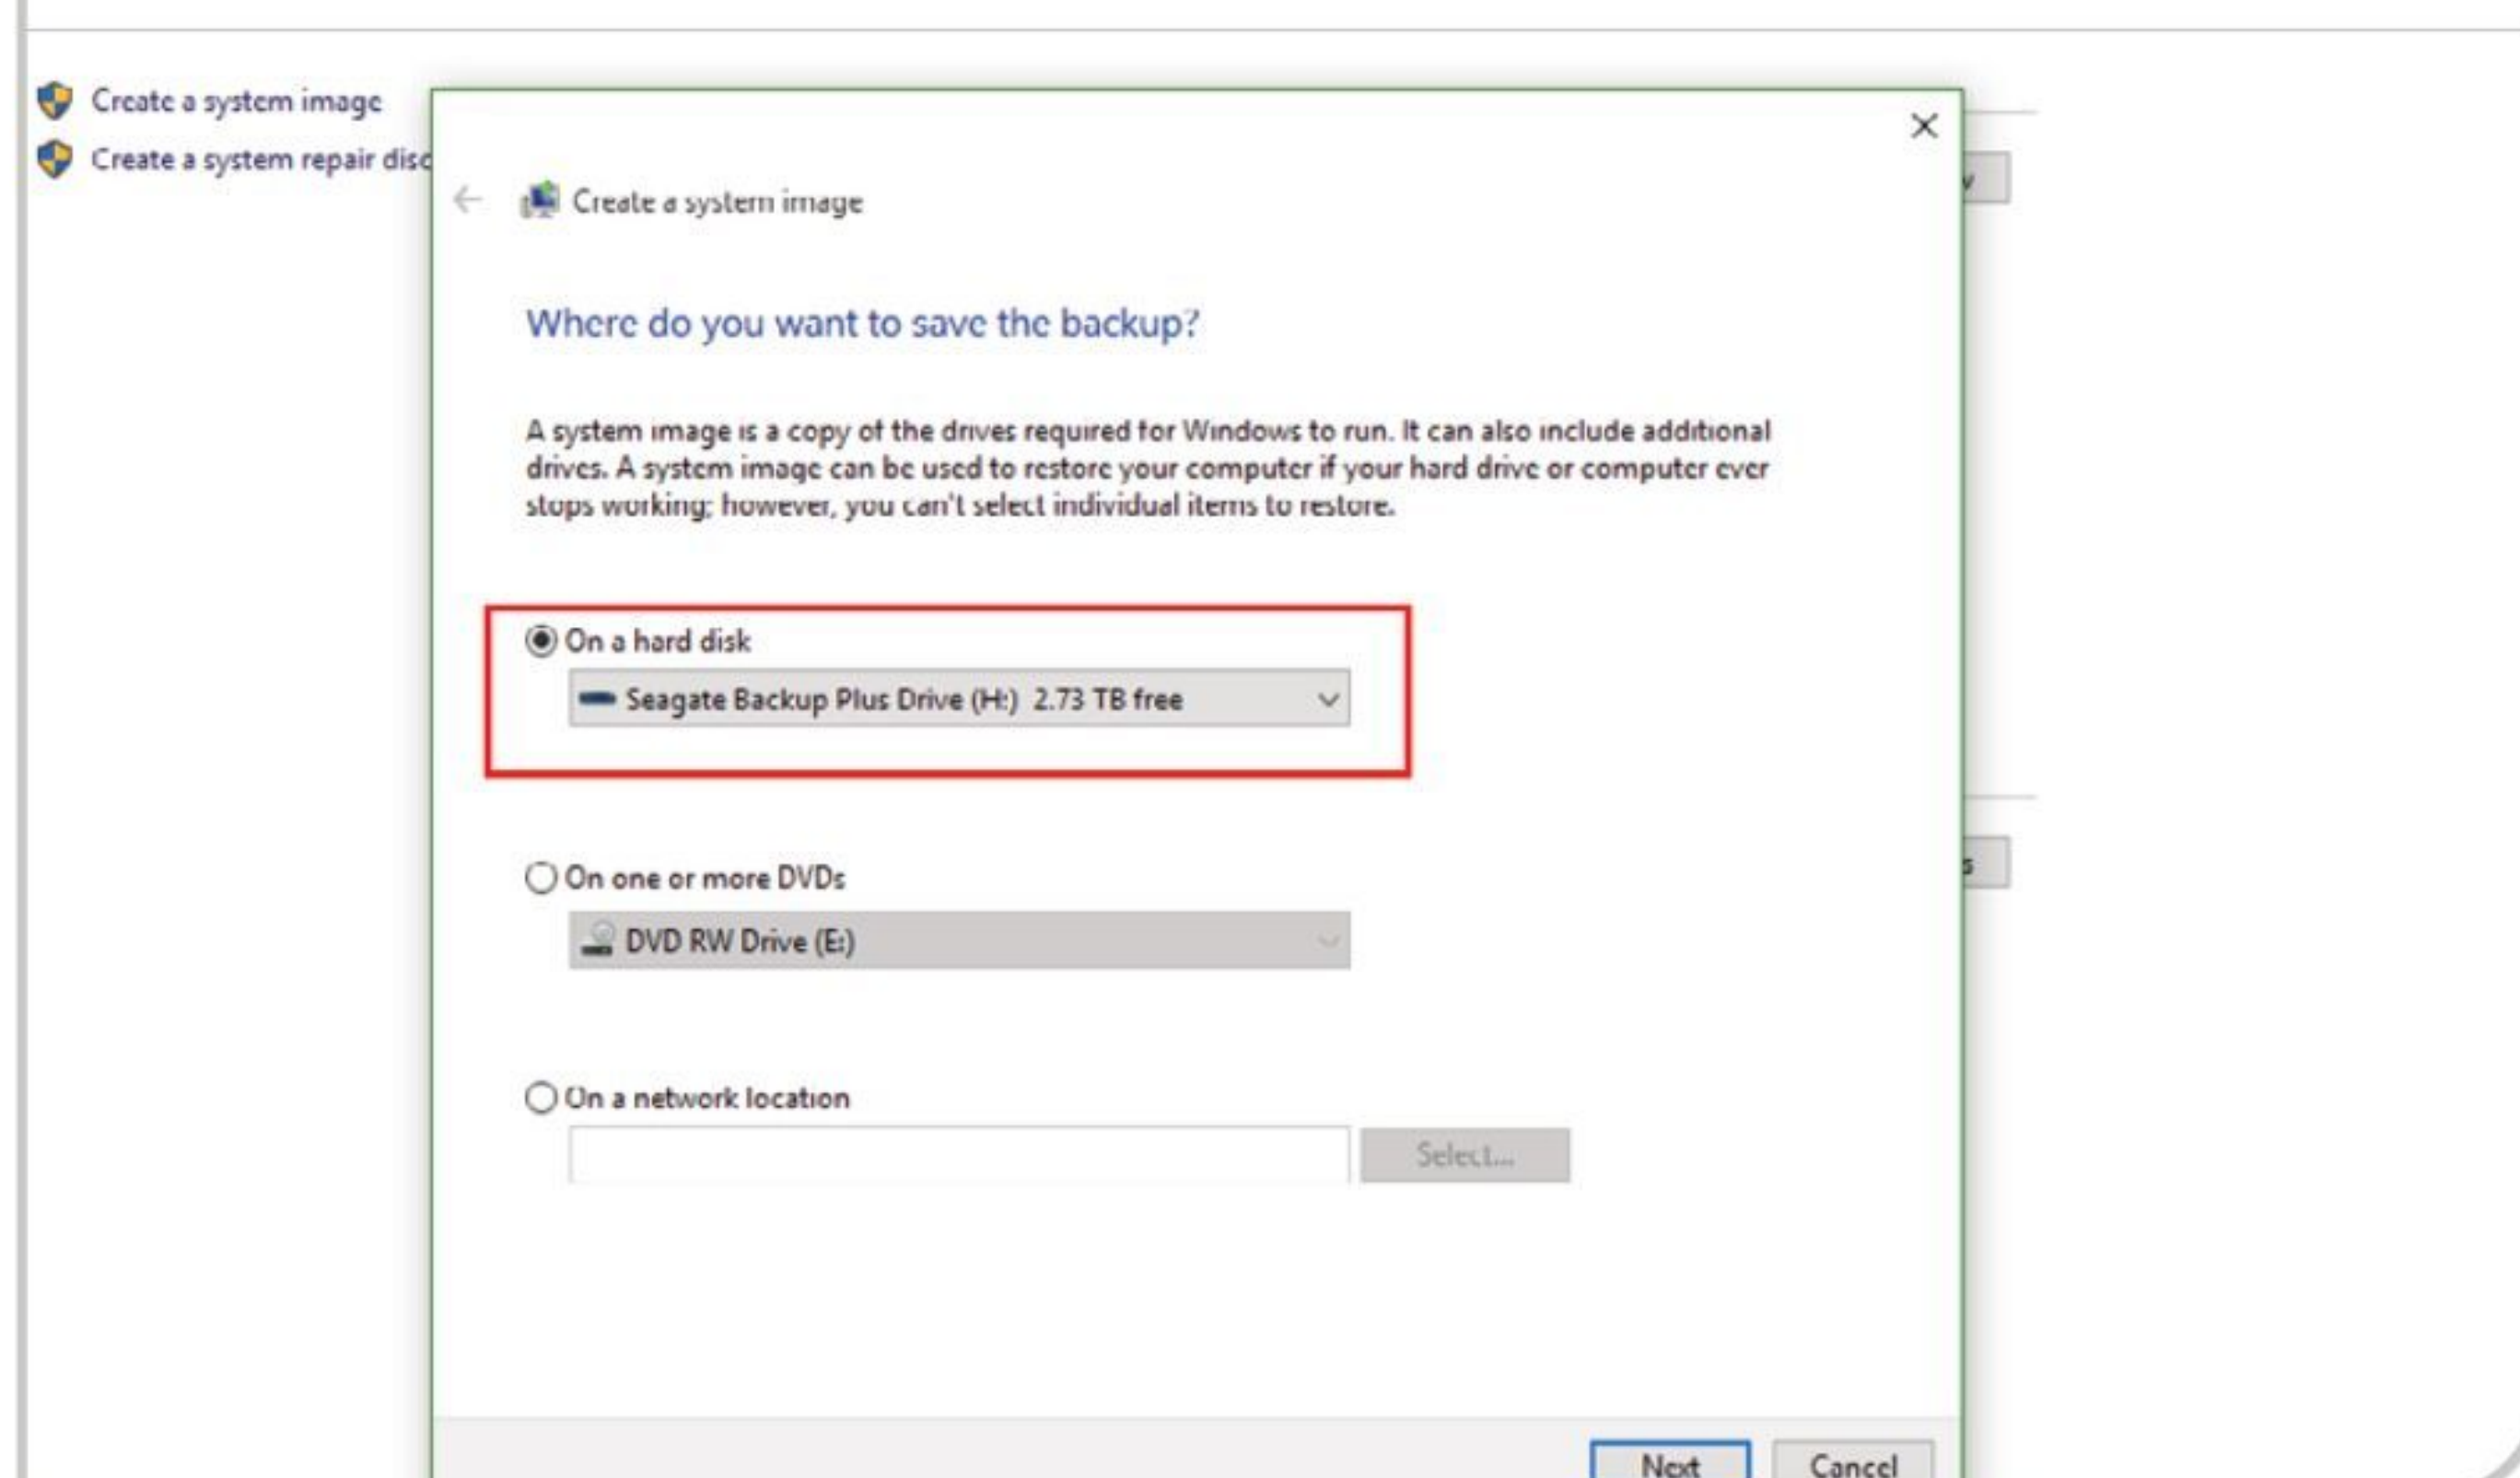 Create a system image
Create a system repair disc
Create a system image
Where do you want to save the backup?
A system image is a copy of the drives required for Windows to run. It can also include additional
drives. A system image can be used to restore your computer if your hard drive or computer ever
stops working; however, you can't select individual items to restore.
On a hard disk
Seagate Backup Plus Drive (H:) 2.73 TB free
On one or more DVDs
DVD RW Drive (E:)
On a network location
Select...
Next
Cancel